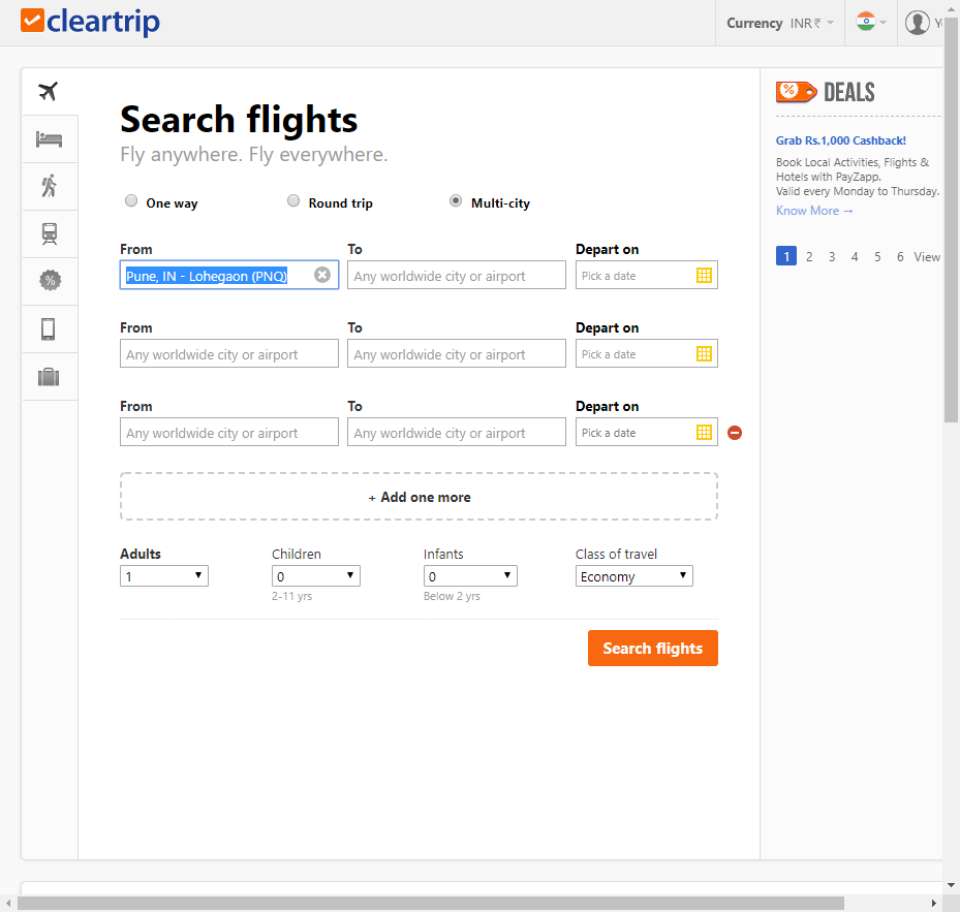 cleartrip
Currency INR ₹
Search flights
Fly anywhere. Fly everywhere.
One way Round trip Multi-city
From To Depart on
Pune, IN - Lohegaon (PNQ) Any worldwide city or airport Pick a date
From To Depart on
Any worldwide city or airport Any worldwide city or airport Pick a date
From To Depart on
Any worldwide city or airport Any worldwide city or airport Pick a date
+ Add one more
Adults Children Infants Class of travel
1 0 0 Economy
2-11 yrs Below 2 yrs
Search flights
% DEALS
Grab Rs.1,000 Cashback!
Book Local Activities, Flights &
Hotels with PayZapp.
Valid every Monday to Thursday.
Know More →
1 2 3 4 5 6 View
%